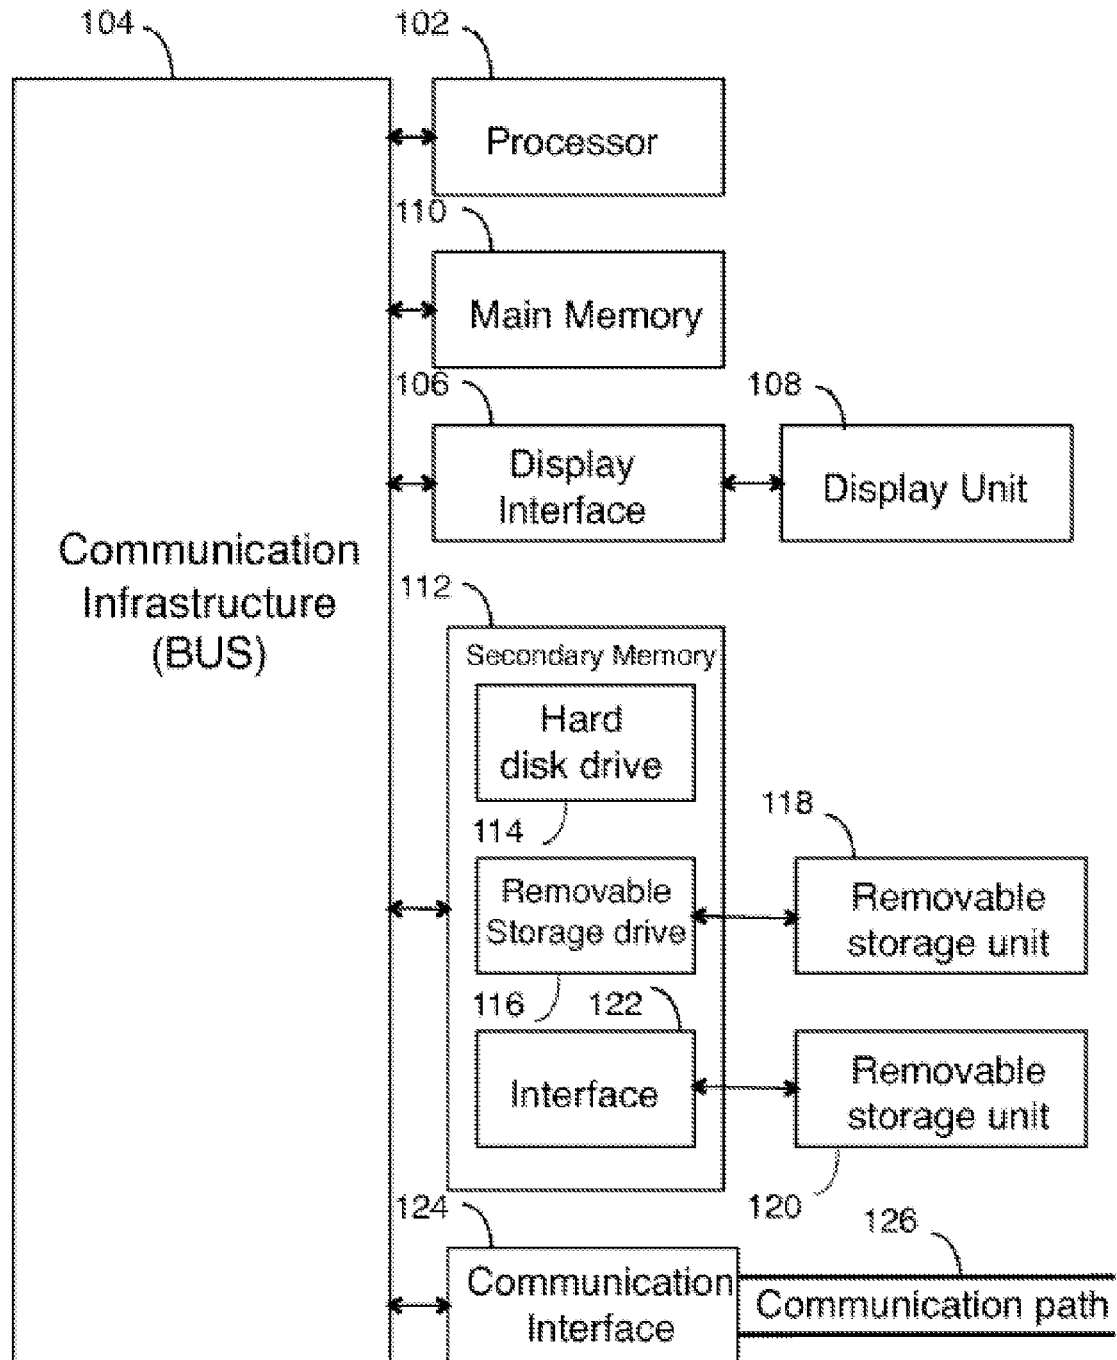 104
102
Processor
110
Main Memory
106
108
Display
Interface
Display Unit
Communication
Infrastructure
(BUS)
112
Secondary Memory
Hard
disk drive
114
118
Removable
Storage drive
Removable
storage unit
116
122
Interface
Removable
storage unit
124
120
126
Communication
Interface
Communication path